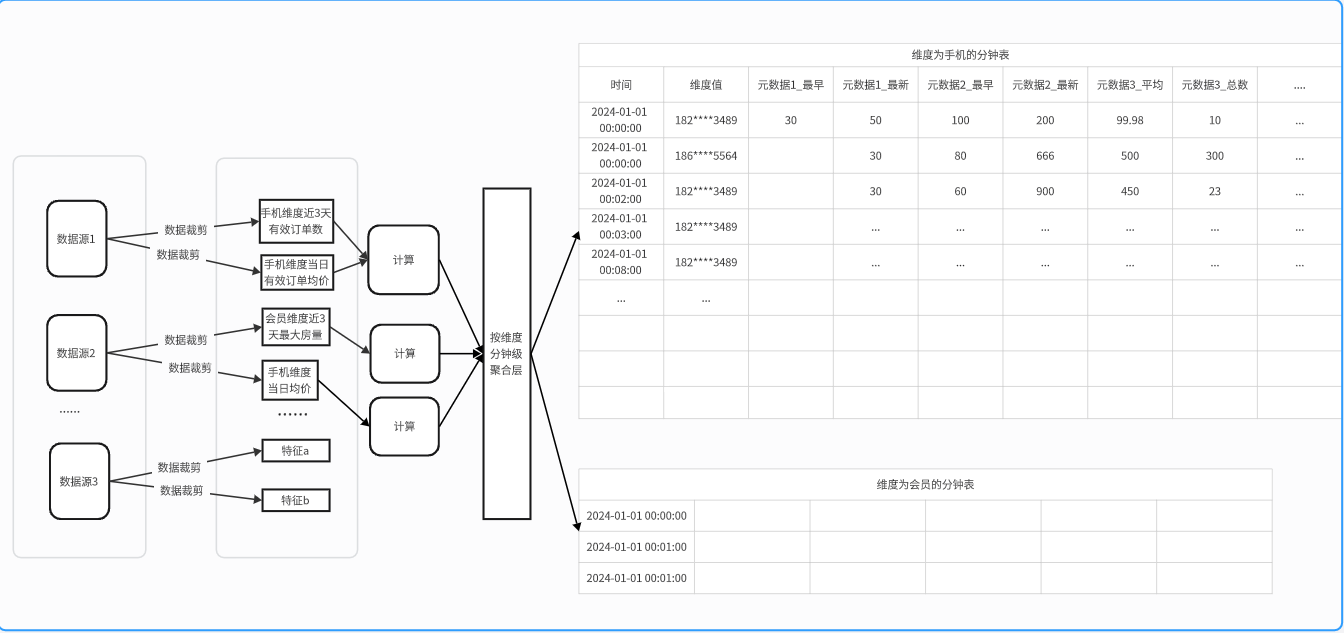 数据源1
数据源2
······
数据源3
数据裁剪
数据裁剪
数据裁剪
数据裁剪
数据裁剪
数据裁剪
手机维度近3天
有效订单数
手机维度当日
有效订单均价
会员维度近3
天最大房量
手机维度
当日均价
······
特征a
特征b
计算
计算
计算
按维度
分钟级
聚合层
维度为手机的分钟表
时间 维度值 元数据1_最早 元数据1_最新 元数据2_最早 元数据2_最新 元数据3_平均 元数据3_总数 ....
2024-01-01
00:00:00 182****3489 30 50 100 200 99.98 10 ...
2024-01-01
00:00:00 186****5564 30 80 666 500 300 ...
2024-01-01
00:02:00 182****3489 30 60 900 450 23 ...
2024-01-01
00:03:00 182****3489 ... ... ... ... ... ...
2024-01-01
00:08:00 182****3489 ... ... ... ... ... ...
... ...
维度为会员的分钟表
2024-01-01 00:00:00
2024-01-01 00:01:00
2024-01-01 00:01:00